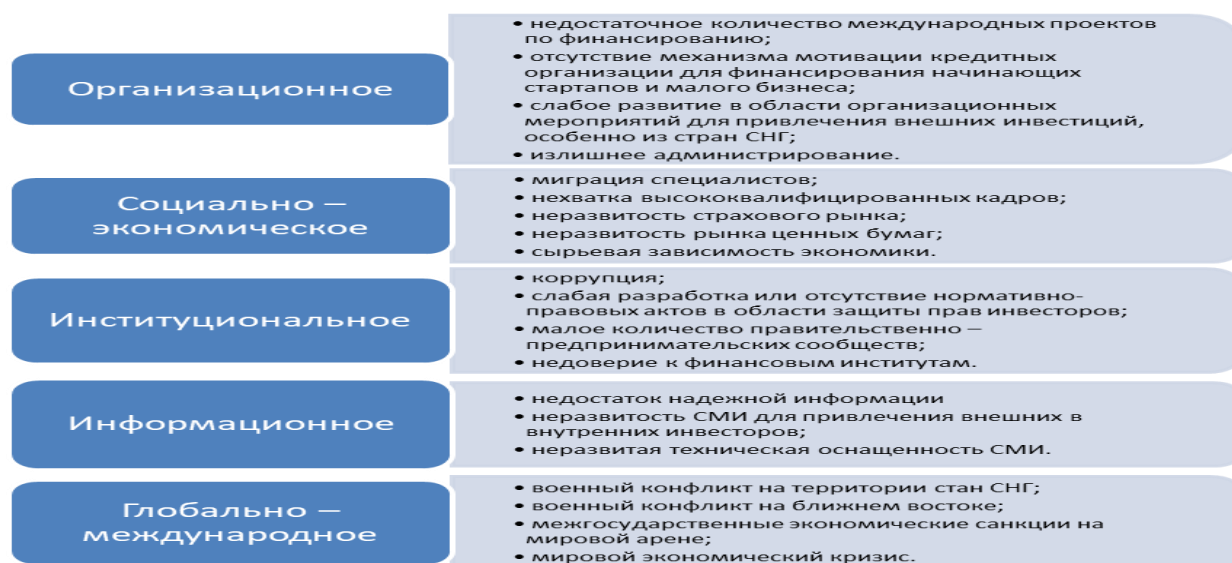 Организационное
• недостаточное количество международных проектов
по финансированию;
• отсутствие механизма мотивации кредитных
организации для финансирования начинающих
стартапов и малого бизнеса;
• слабое развитие в области организационных
мероприятий для привлечения внешних инвестиций,
особенно из стран СНГ;
• излишнее администрирование.
Социально –
экономическое
• миграция специалистов;
• нехватка высококвалифицированных кадров;
• неразвитость страхового рынка;
• неразвитость рынка ценных бумаг;
• сырьевая зависимость экономики.
Институциональное
• коррупция;
• слабая разработка или отсутствие нормативно-
правовых актов в области защиты прав инвесторов;
• малое количество правительственно –
предпринимательских сообществ;
• недоверие к финансовым институтам.
Информационное
• недостаток надежной информации
• неразвитость СМИ для привлечения внешних в
внутренних инвесторов;
• неразвитая техническая оснащенность СМИ.
Глобально –
международное
• военный конфликт на территории стан СНГ;
• военный конфликт на ближнем востоке;
• межгосударственные экономические санкции на
мировой арене;
• мировой экономический кризис.